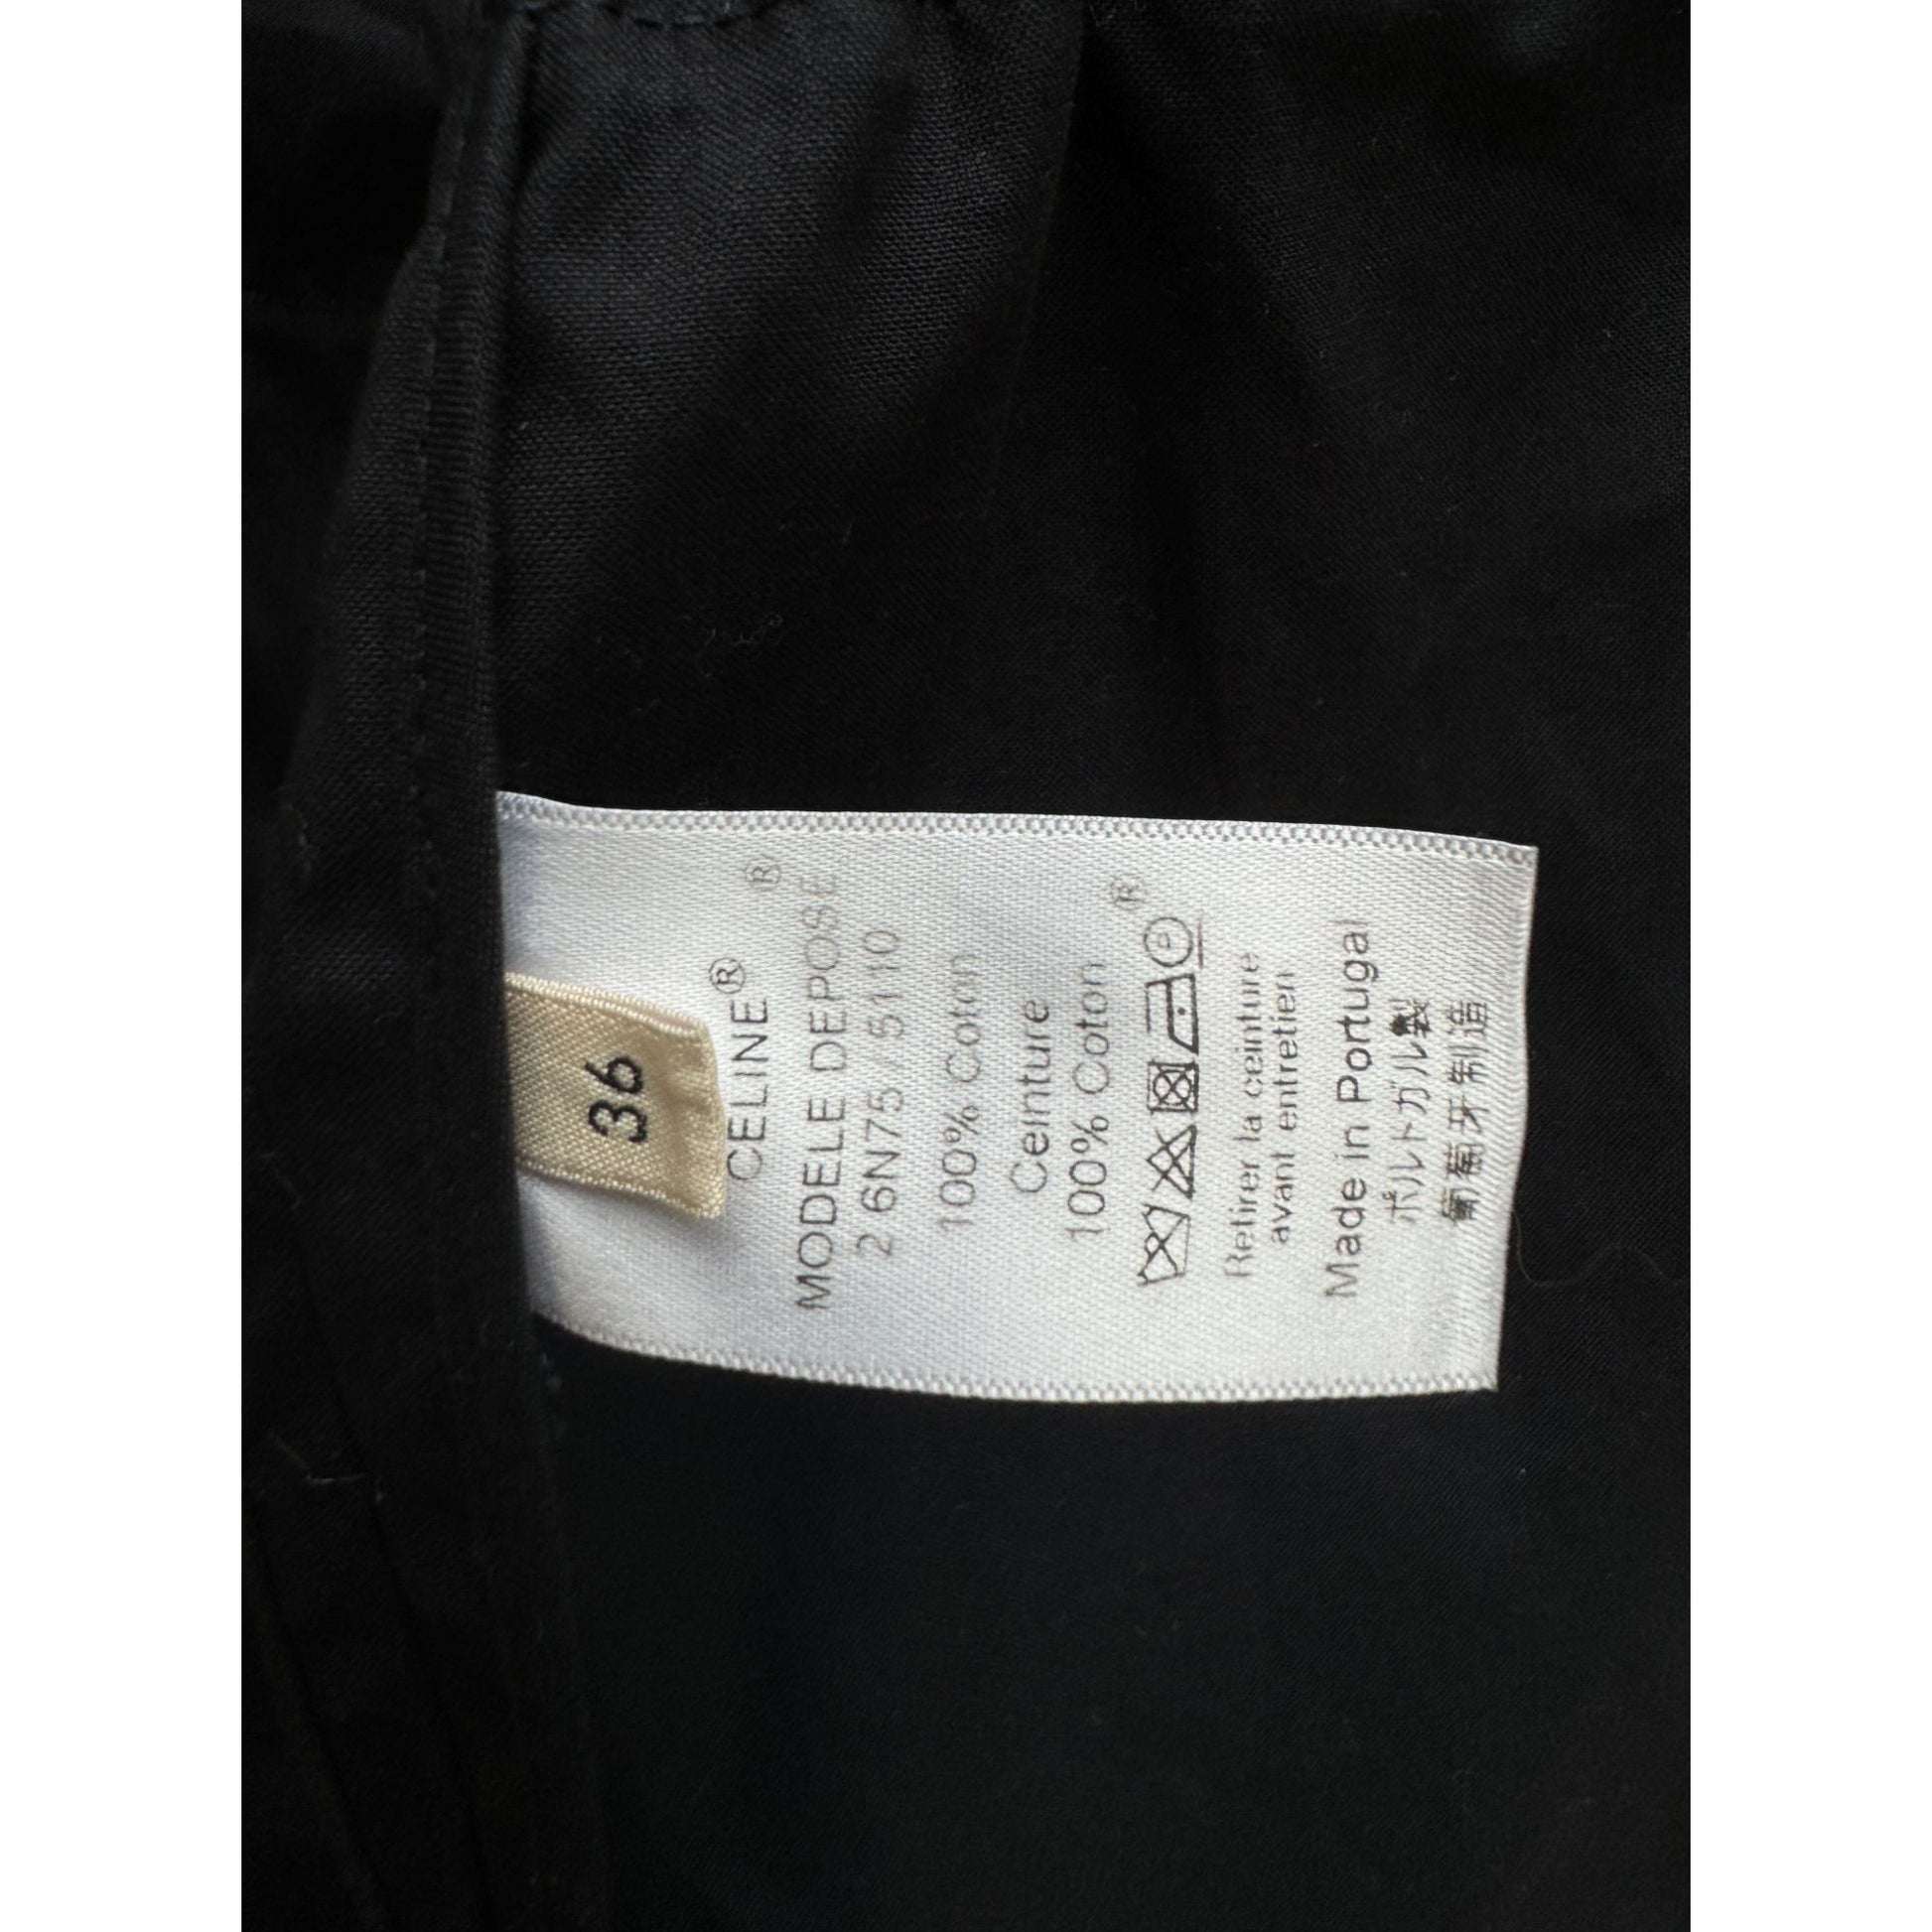 36
CELINE®
®
MODELE DEPOSE
2 6N75 / 5110
100% Coton
Ceinture
100% Coton
®
P
Retirer la ceinture
avant entretien
Made in Portugal
ポルトガル製
葡萄牙制造